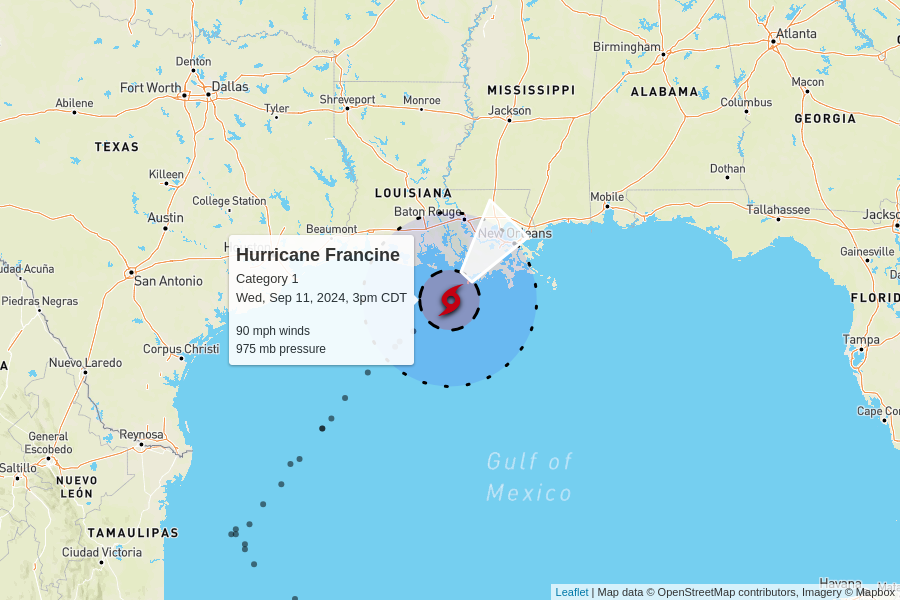 Atlanta
Birmingham
Denton
Macon
Fort Worth
Dallas
MISSISSIPPI
ALABAMA
Abilene
Shreveport
Monroe
Columbus
Tyler
Jackson
GEORGIA
TEXAS
Dothan
Killeen
LOUISIANA
College Station
Mobile
Baton Rouge
Tallahassee
Austin
Beaumont
New Orleans
Gainesville
Hurricane Francine
Category 1
Wed, Sep 11, 2024, 3pm CDT
90 mph winds
975 mb pressure
San Antonio
Piedras Negras
FLORID
Tampa
Corpus Christi
Nuevo Laredo
Cape Cor
General
Escobedo
Reynosa
Saltillo
Gulf of
Mexico
NUEVO
LEÓN
TAMAULIPAS
Ciudad Victoria
Leaflet | Map data © OpenStreetMap contributors, Imagery © Mapbox